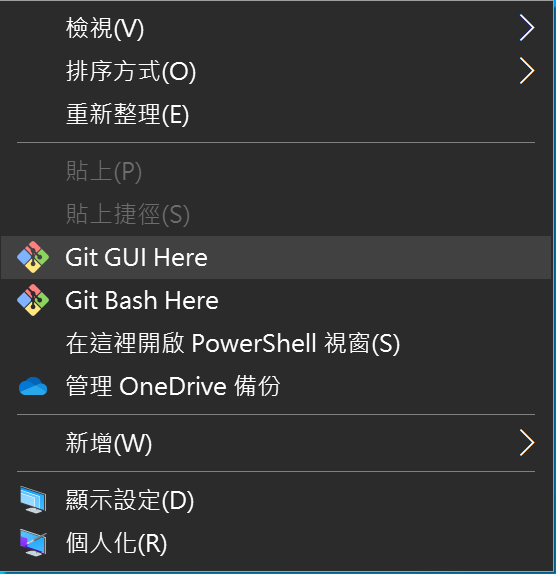 檢視(V)
排序方式(O)
重新整理(E)
貼上(P)
貼上捷徑(S)
Git GUI Here
Git Bash Here
在這裡開啟 PowerShell 視窗(S)
管理 OneDrive 備份
新增(W)
顯示設定(D)
個人化(R)